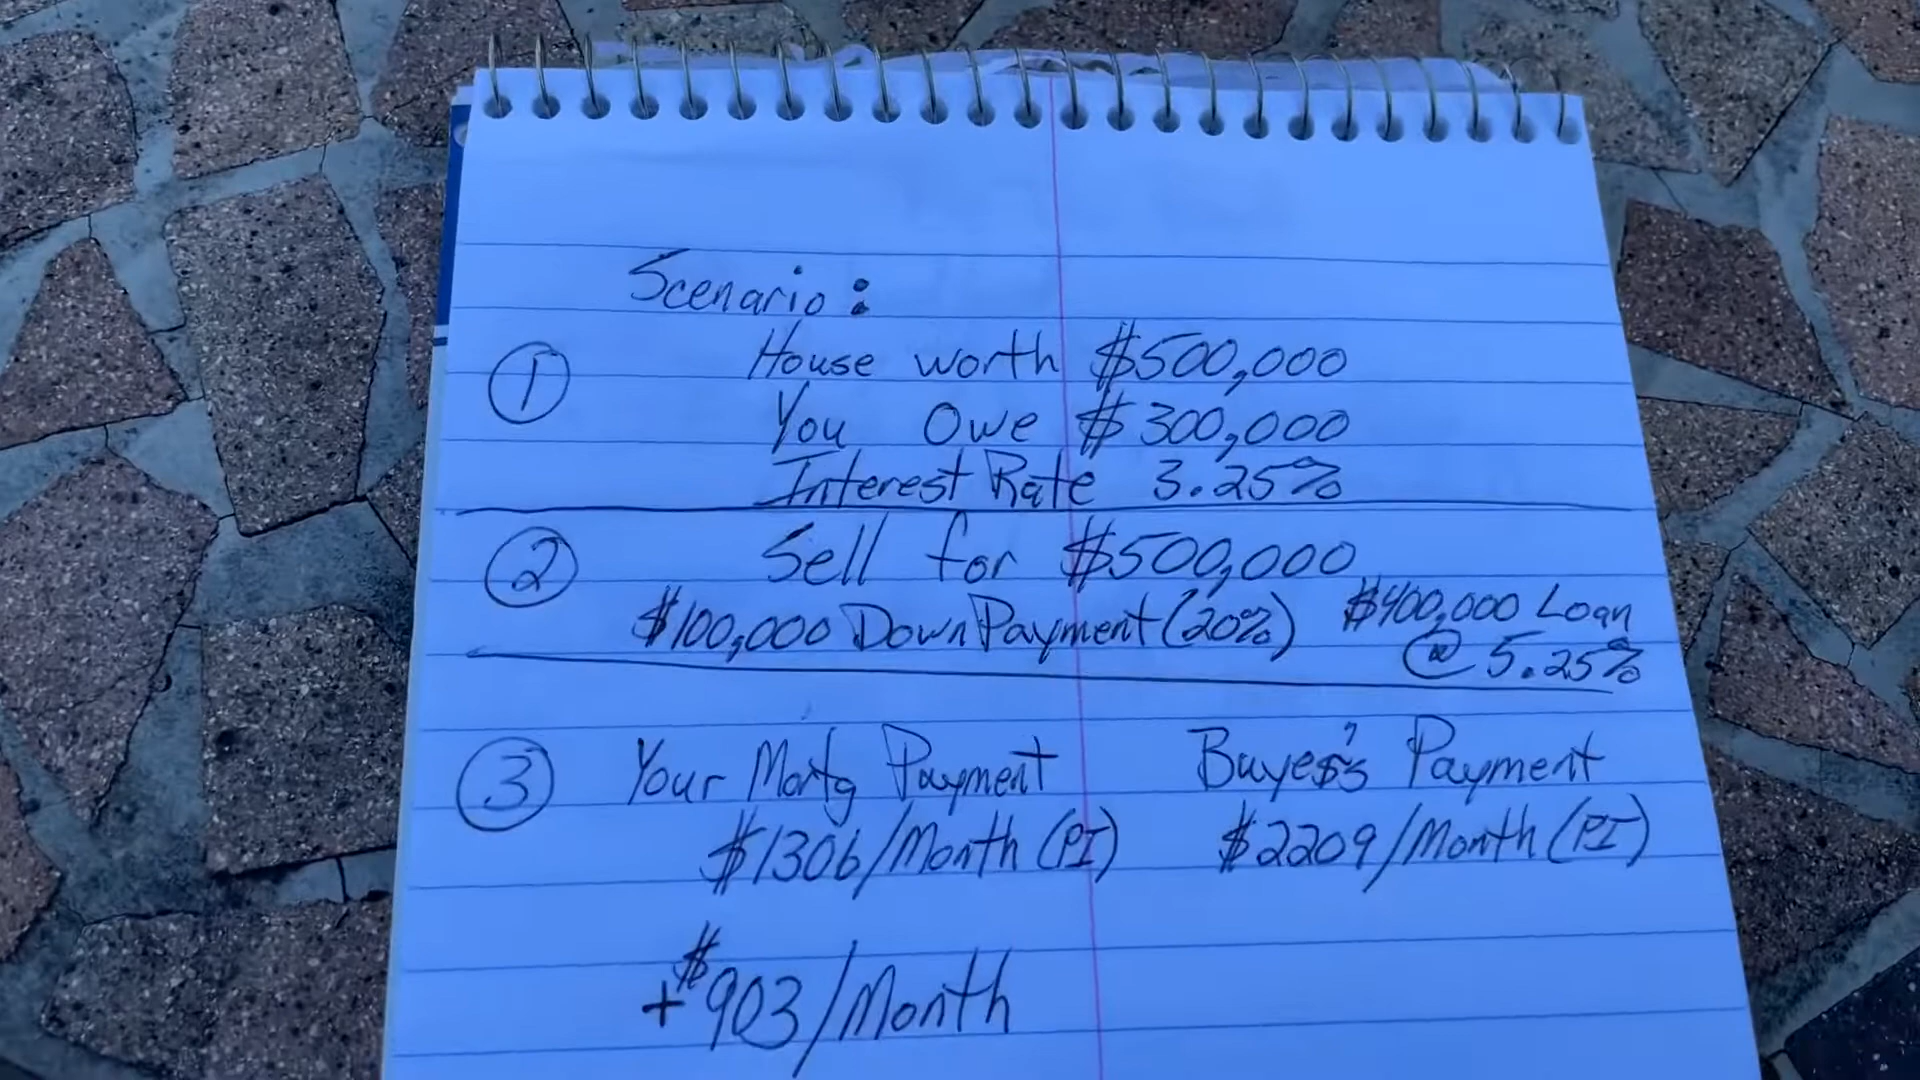 Scenario:
① House worth $500,000
You Owe $300,000
Interest Rate 3.25%
② Sell for $500,000
$100,000 Down Payment (20%) $400,000 Loan
@ 5.25%
③ Your Mortg Payment Buyer's Payment
$1306/Month (PI) $2209/Month (PI)
+$903/Month